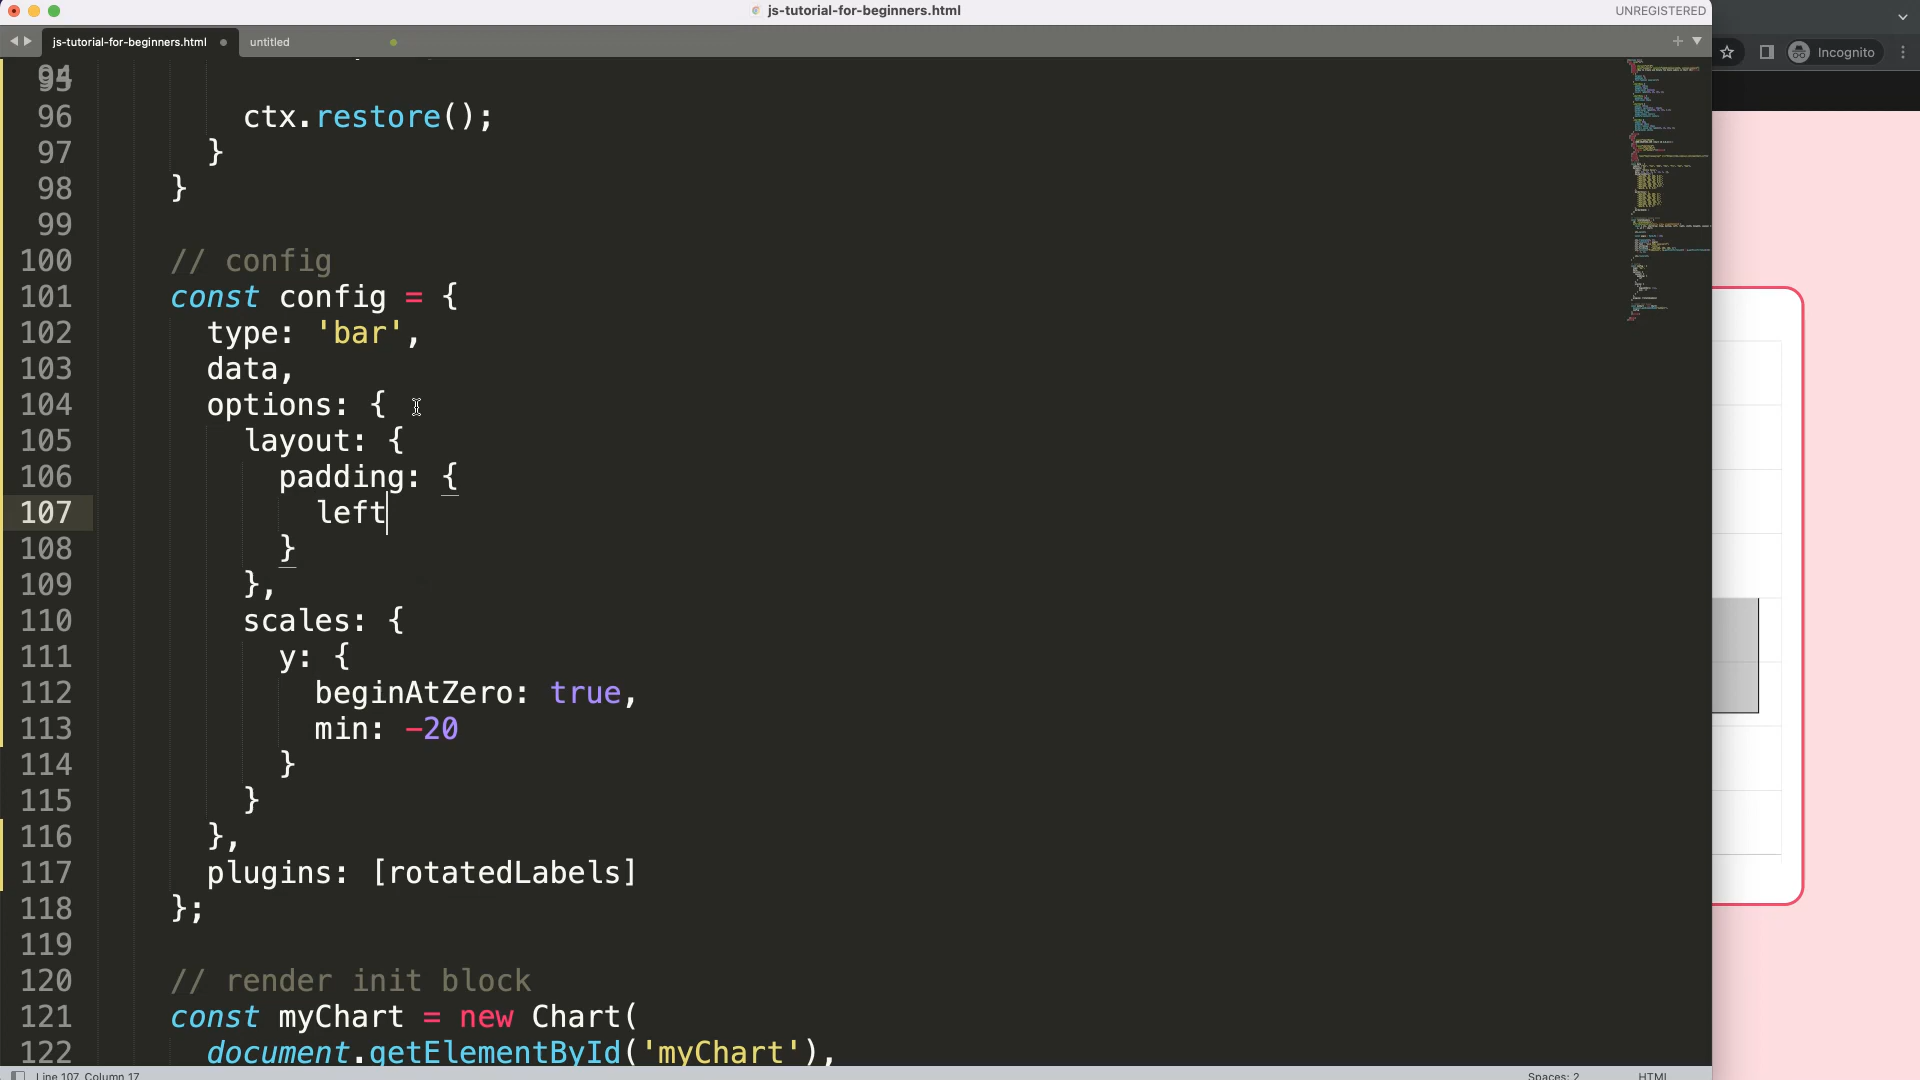 js-tutorial-for-beginners.html
UNREGISTERED
js-tutorial-for-beginners.html
untitled
Incognito
94
95
96 ctx.restore();
97 }
98 }
99
100 // config
101 const config = {
102 type: 'bar',
103 data,
104 options: {
105 layout: {
106 padding: {
107 left
108 }
109 },
110 scales: {
111 y: {
112 beginAtZero: true,
113 min: -20
114 }
115 }
116 },
117 plugins: [rotatedLabels]
118 };
119
120 // render init block
121 const myChart = new Chart(
122 document.getElementById('myChart'),
Line 107, Column 17
Spaces: 2
HTML